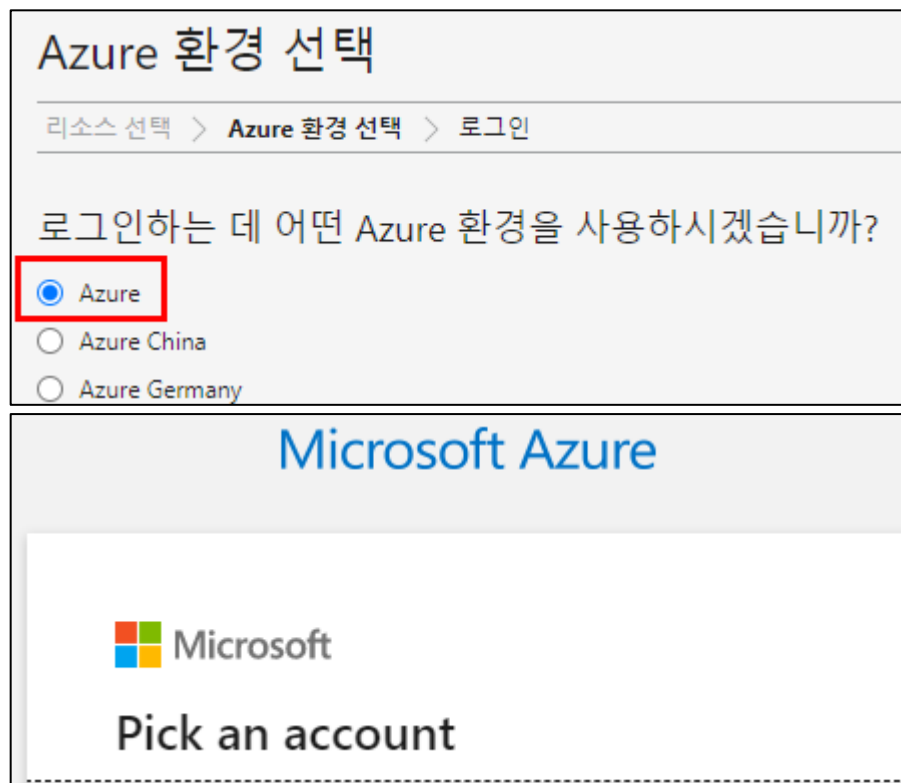 Azure 환경 선택
리소스 선택 > Azure 환경 선택 > 로그인
로그인하는 데 어떤 Azure 환경을 사용하시겠습니까?
Azure
Azure China
Azure Germany
Microsoft Azure
Microsoft
Pick an account